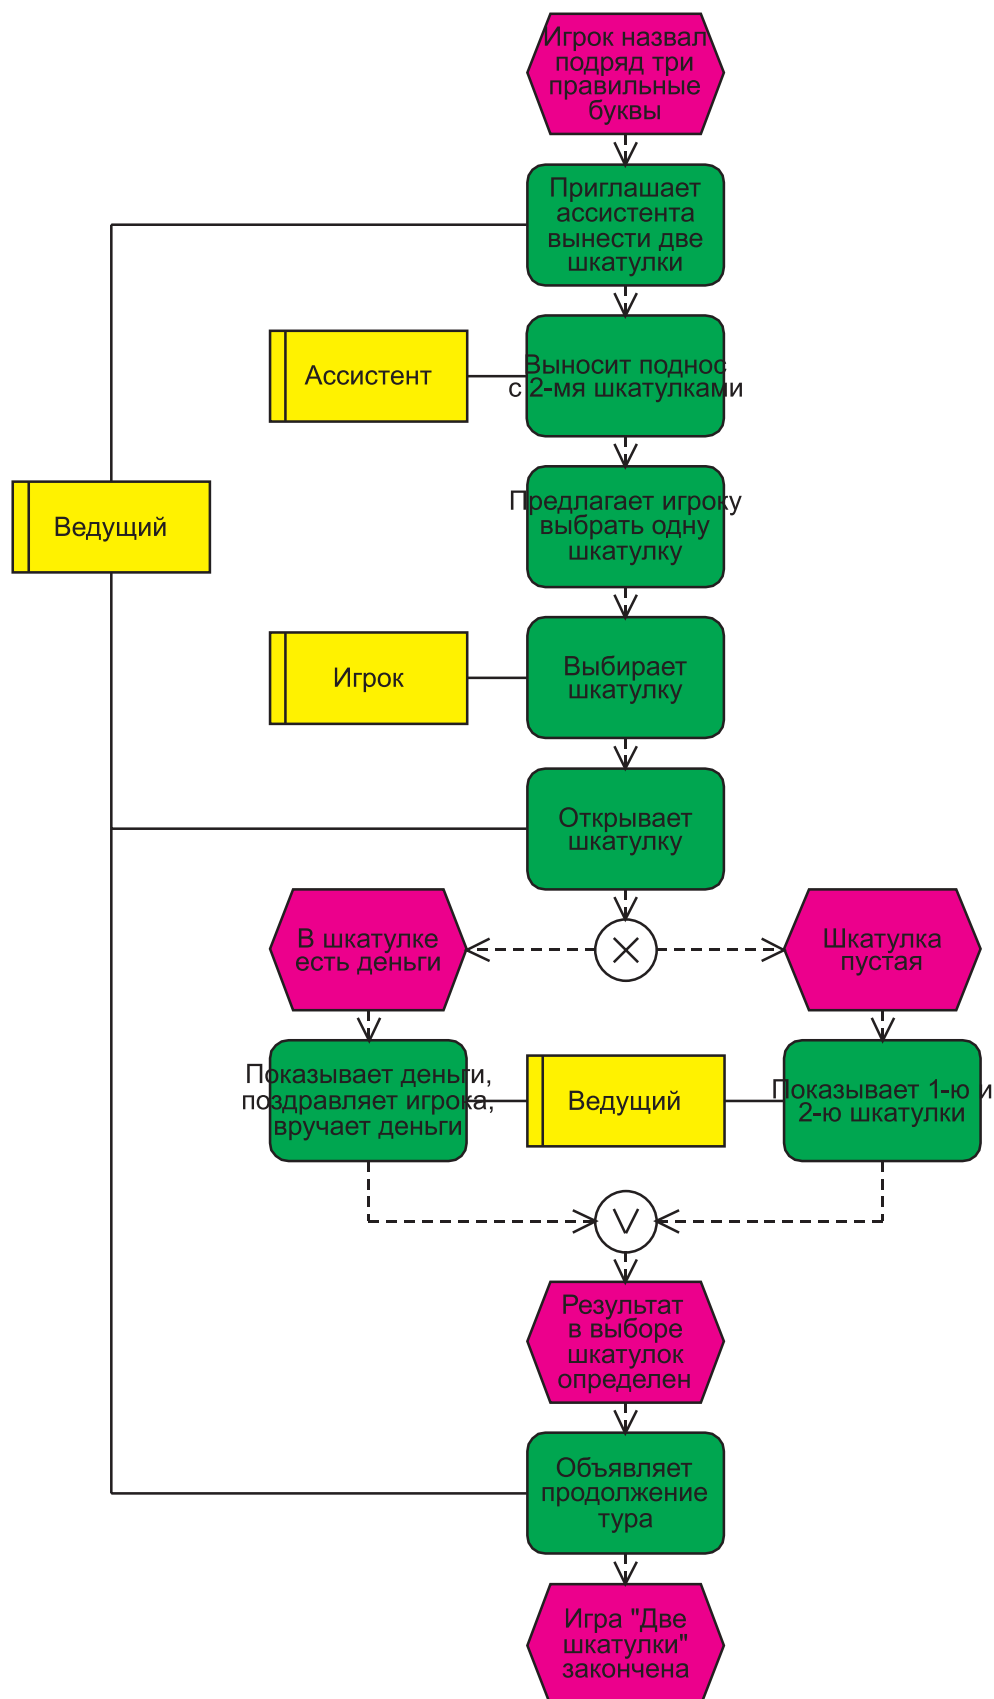 Игрок назвал
подряд три
правильные
буквы
Приглашает
ассистента
вынести две
шкатулки
Ассистент
Выносит поднос
с 2-мя шкатулками
Ведущий
Предлагает игроку
выбрать одну
шкатулку
Игрок
Выбирает
шкатулку
Открывает
шкатулку
В шкатулке
есть деньги
Шкатулка
пустая
Показывает деньги,
поздравляет игрока,
вручает деньги
Ведущий
Показывает 1-ю и
2-ю шкатулки
Результат
в выборе
шкатулок
определен
Объявляет
продолжение
тура
Игра "Две
шкатулки"
закончена